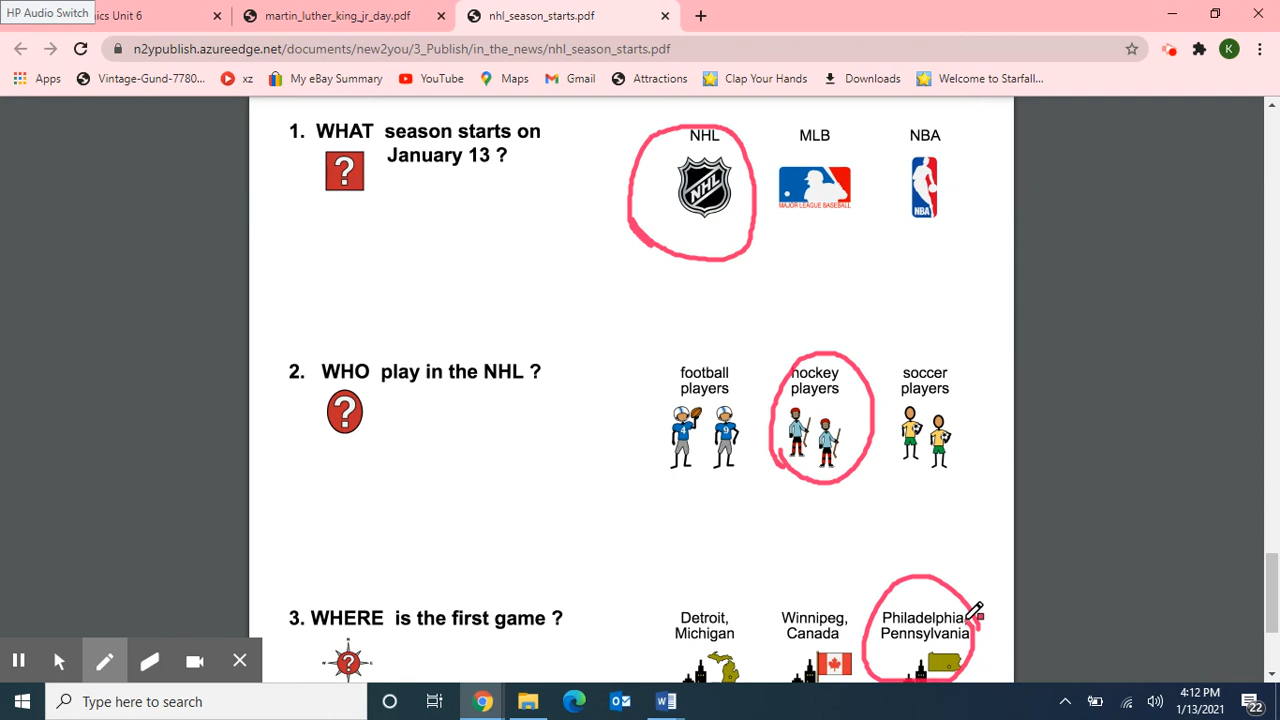 HP Audio Switch
ics Unit 6
martin_luther_king_jr_day.pdf
nhl_season_starts.pdf
n2ypublish.azureedge.net/documents/new2you/3_Publish/in_the_news/nhl_season_starts.pdf
K
Apps
Vintage-Gund-7780...
xz
My eBay Summary
YouTube
Maps
Gmail
Attractions
Clap Your Hands
Downloads
Welcome to Starfall...
1. WHAT season starts on
January 13 ?
?
NHL
MLB
NBA
NHL
MAJOR LEAGUE BASEBALL
NBA
2. WHO play in the NHL ?
?
football
players
hockey
players
soccer
players
4
9
3. WHERE is the first game ?
Detroit,
Michigan
Winnipeg,
Canada
Philadelphia,
Pennsylvania
N
W
?
E
Type here to search
4:12 PM
1/13/2021
22